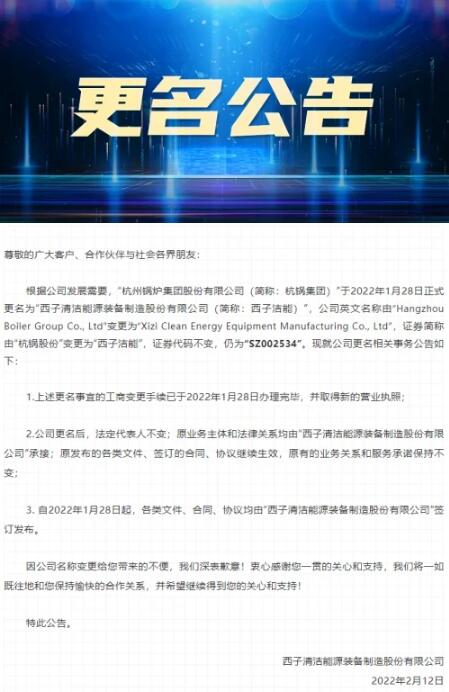 更名公告
尊敬的广大客户、合作伙伴与社会各界朋友：
根据公司发展需要，“杭州锅炉集团股份有限公司（简称：杭锅集团）”于2022年1月28日正式
更名为“西子清洁能源装备制造股份有限公司（简称：西子洁能）”，公司英文名称由“Hangzhou
Boiler Group Co., Ltd”变更为“Xizi Clean Energy Equipment Manufacturing Co., Ltd”，证券简称
由“杭锅股份”变更为“西子洁能”，证券代码不变，仍为“SZ002534”。现就公司更名相关事务公告如
下：
1.上述更名事宜的工商变更手续已于2022年1月28日办理完毕，并取得新的营业执照；
2.公司更名后，法定代表人不变；原业务主体和法律关系均由“西子清洁能源装备制造股份有限
公司”承接；原发布的各类文件、签订的合同、协议继续生效，原有的业务关系和服务承诺保持不
变；
3. 自2022年1月28日起，各类文件、合同、协议均由“西子清洁能源装备制造股份有限公司”签
订发布。
因公司名称变更给您带来的不便，我们深表歉意！衷心感谢您一贯的关心和支持，我们将一如
既往地和您保持愉快的合作关系，并希望继续得到您的关心和支持！
特此公告。
西子清洁能源装备制造股份有限公司
2022年2月12日